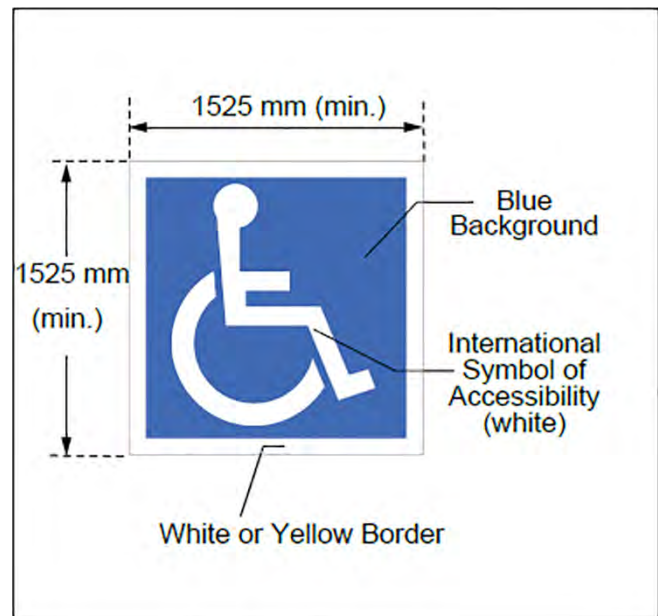 1525 mm (min.)
Blue
Background
1525 mm
(min.)
International
Symbol of
Accessibility
(white)
White or Yellow Border